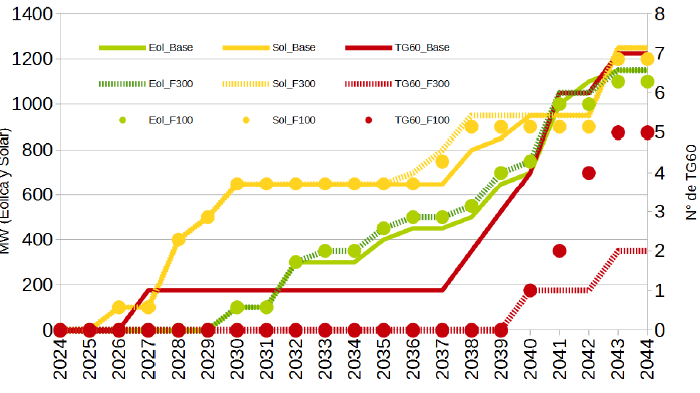 1400
1200
1000
800
600
400
200
0
MW (Eólica y Solar)
8
7
6
5
4
3
2
1
0
N° de TG60
Eol_Base Sol_Base TG60_Base
Eol_F300 Sol_F300 TG60_F300
Eol_F100 Sol_F100 TG60_F100
2024 2025 2026 2027 2028 2029 2030 2031 2032 2033 2034 2035 2036 2037 2038 2039 2040 2041 2042 2043 2044